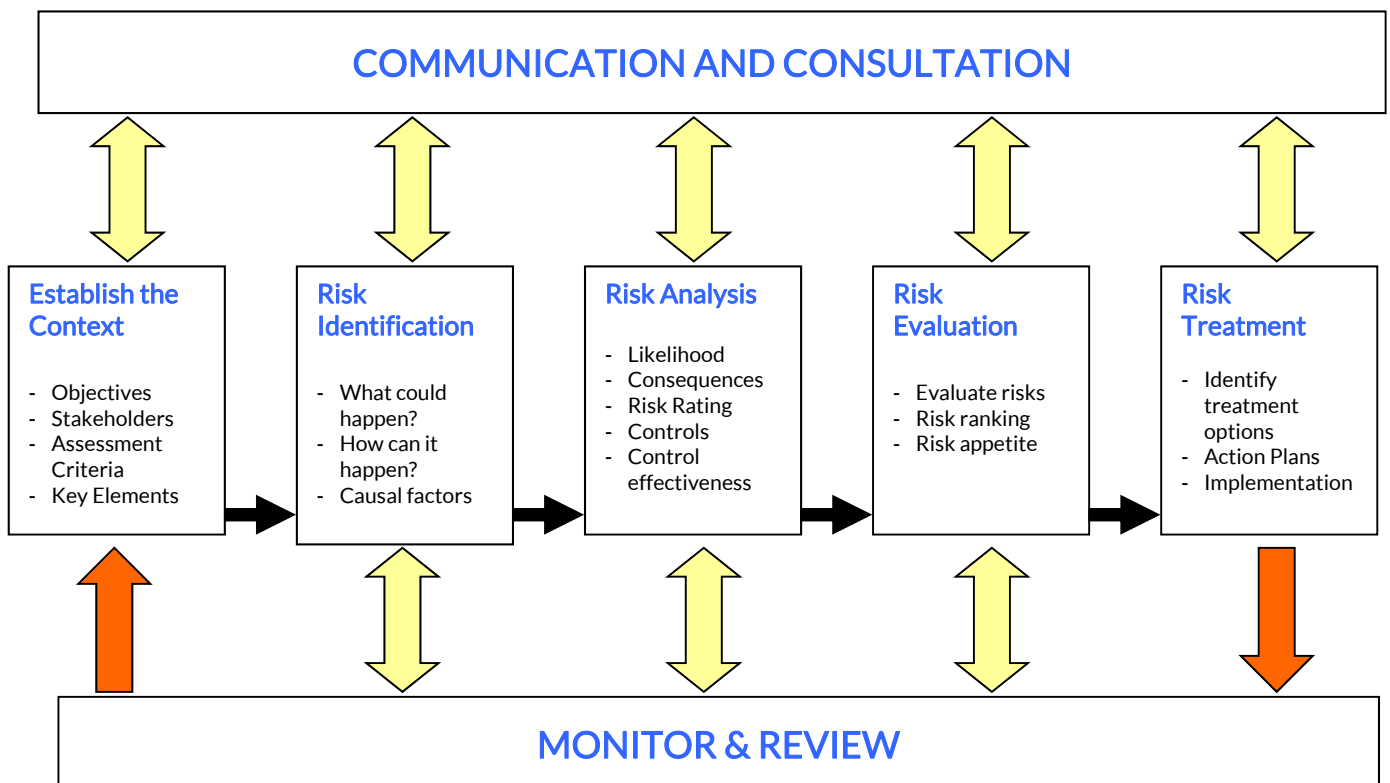 COMMUNICATION AND CONSULTATION
Establish the
Context
- Objectives
- Stakeholders
- Assessment
Criteria
- Key Elements
Risk
Identification
- What could
happen?
- How can it
happen?
- Causal factors
Risk Analysis
- Likelihood
- Consequences
- Risk Rating
- Controls
- Control
effectiveness
Risk
Evaluation
- Evaluate risks
- Risk ranking
- Risk appetite
Risk
Treatment
- Identify
treatment
options
- Action Plans
- Implementation
MONITOR & REVIEW